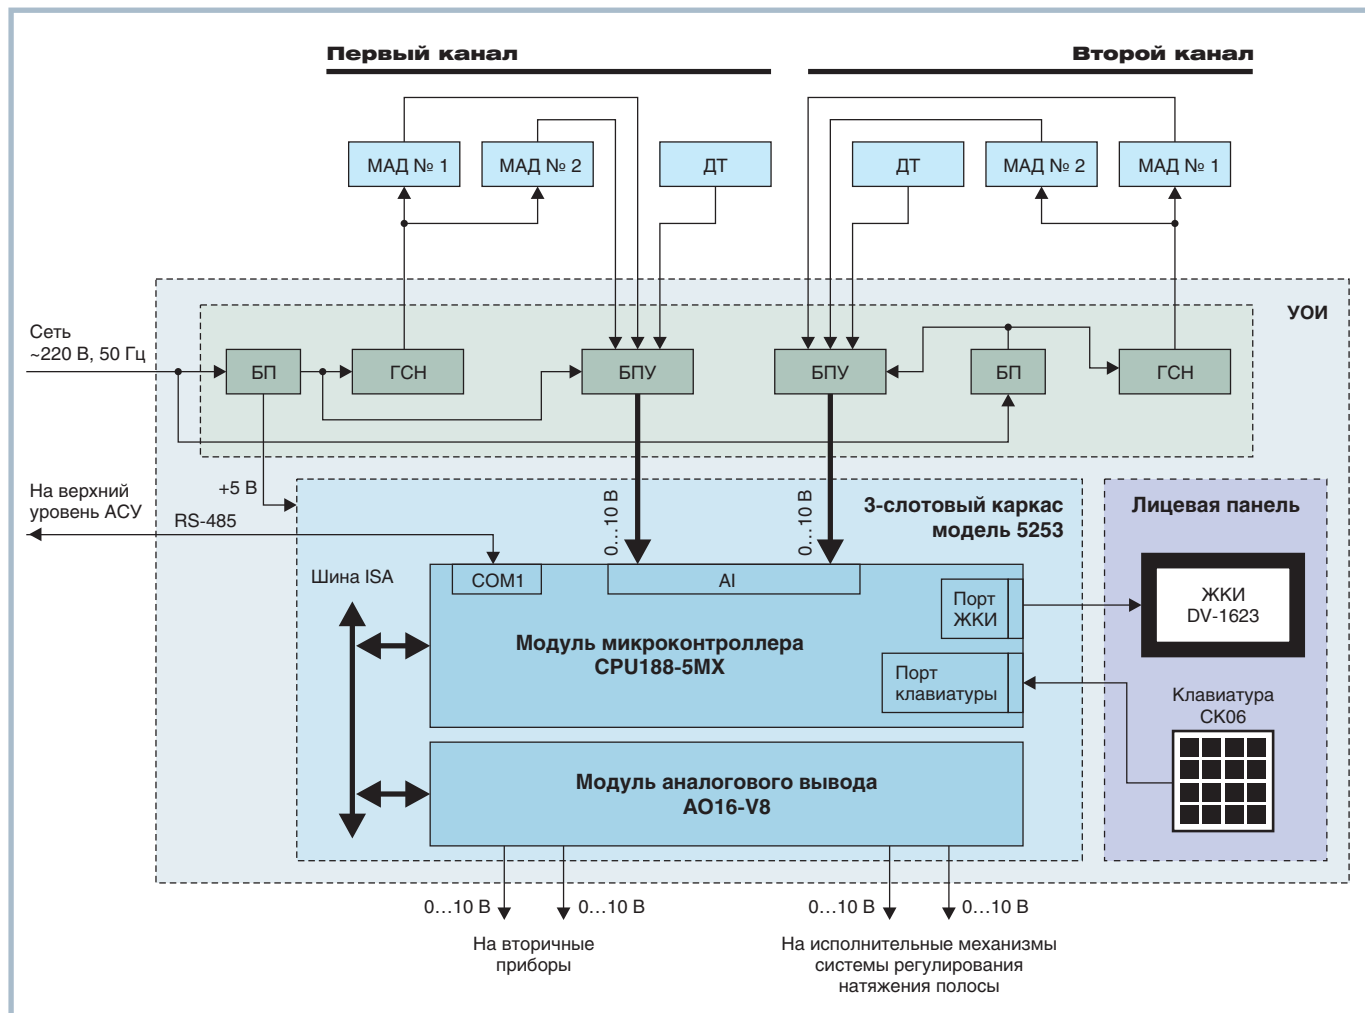 Первый канал
Второй канал
МАД № 1
МАД № 2
ДТ
ДТ
МАД № 2
МАД № 1
УОИ
Сеть
~220 В, 50 Гц
БП
ГСН
БПУ
БПУ
БП
ГСН
+5 В
На верхний
уровень АСУ
RS-485
0...10 В
0...10 В
3-слотовый каркас
модель 5253
Лицевая панель
Шина ISA
COM1
AI
Порт
ЖКИ
ЖКИ
DV-1623
Модуль микроконтроллера
CPU188-5MX
Порт
клавиатуры
Клавиатура
СК06
Модуль аналогового вывода
AO16-V8
0...10 В
0...10 В
0...10 В
0...10 В
На вторичные
приборы
На исполнительные механизмы
системы регулирования
натяжения полосы